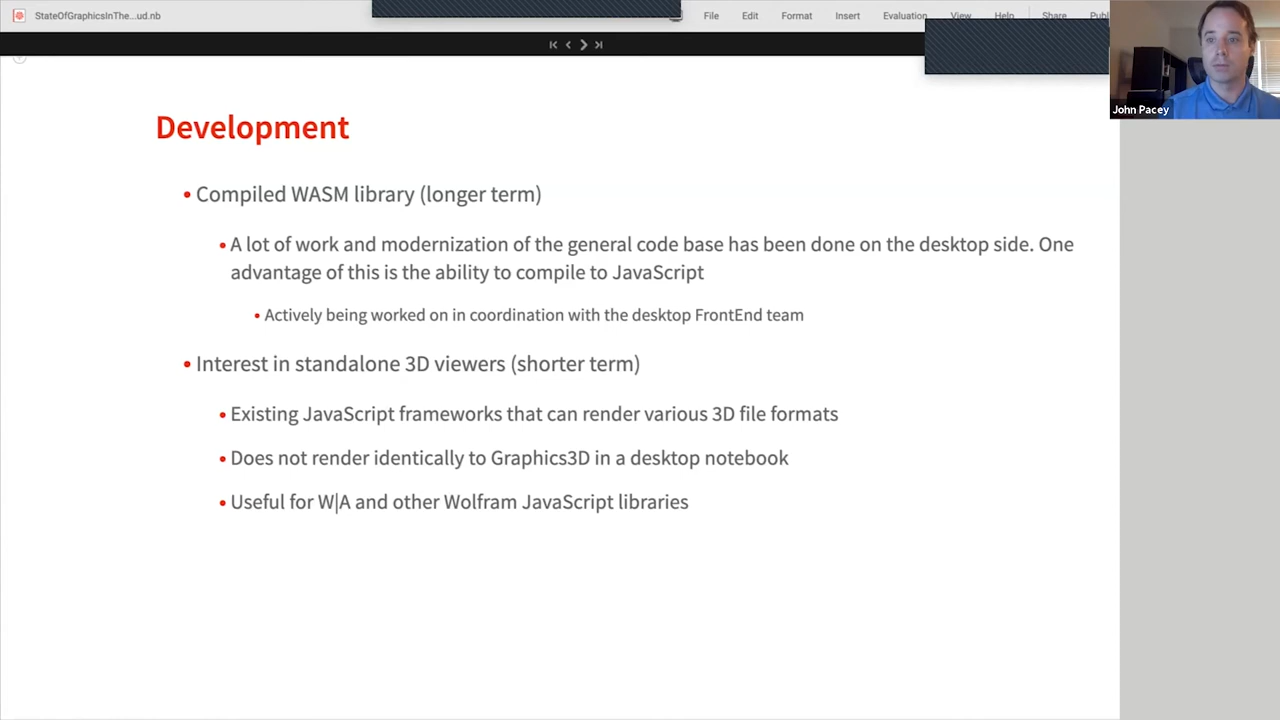 StateOfGraphicsInThe...ud.nb
File Edit Format Insert Evaluation View Help Share
John Pacey
Development
• Compiled WASM library (longer term)
• A lot of work and modernization of the general code base has been done on the desktop side. One
advantage of this is the ability to compile to JavaScript
• Actively being worked on in coordination with the desktop FrontEnd team
• Interest in standalone 3D viewers (shorter term)
• Existing JavaScript frameworks that can render various 3D file formats
• Does not render identically to Graphics3D in a desktop notebook
• Useful for W|A and other Wolfram JavaScript libraries